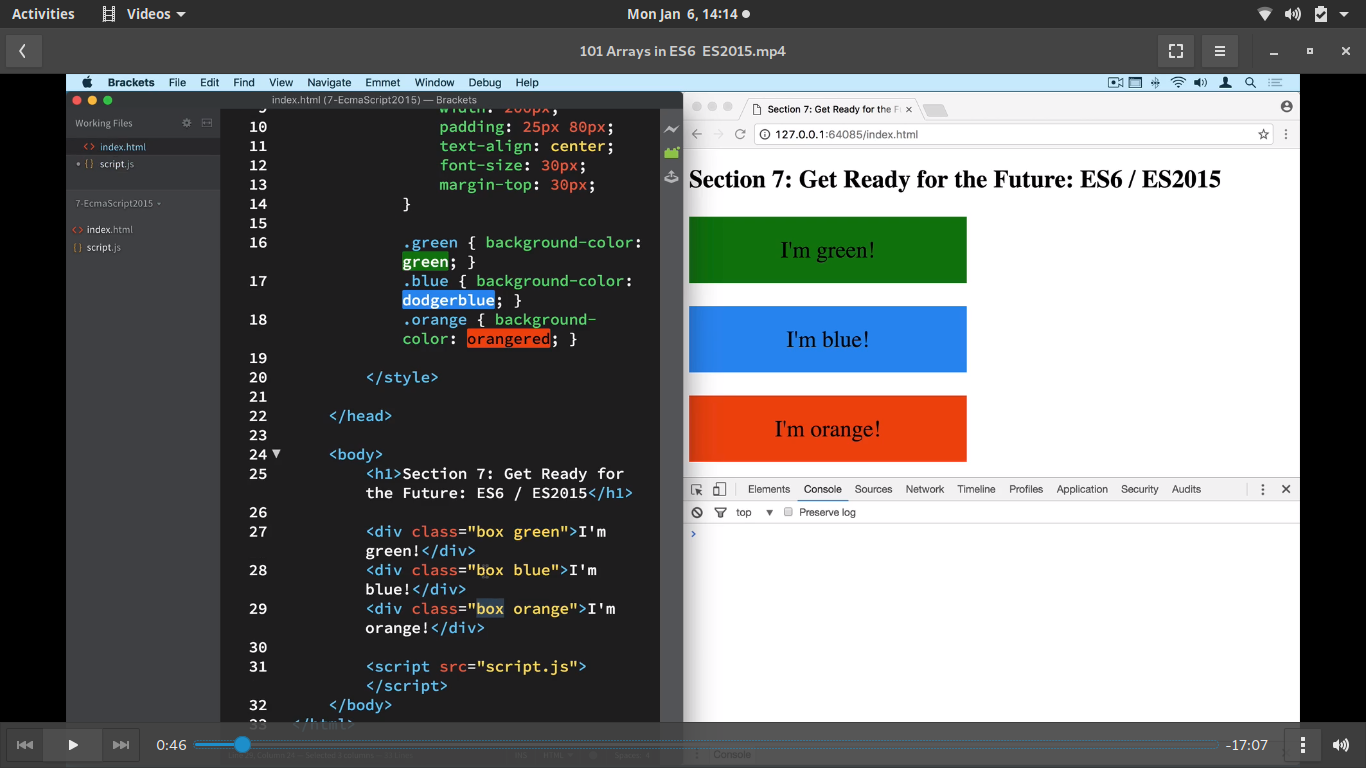 Activities Videos Mon Jan 6, 14:14
101 Arrays in ES6 ES2015.mp4
Brackets File Edit Find View Navigate Emmet Window Debug Help
index.html (7-EcmaScript2015) — Brackets
Working Files
<> index.html
{} script.js
7-EcmaScript2015
<> index.html
{} script.js
9 width: 200px;
10 padding: 25px 80px;
11 text-align: center;
12 font-size: 30px;
13 margin-top: 30px;
14 }
15
16 .green { background-color:
green; }
17 .blue { background-color:
dodgerblue; }
18 .orange { background-
color: orangered; }
19
20 </style>
21
22 </head>
23
24 <body>
25 <h1>Section 7: Get Ready for
the Future: ES6 / ES2015</h1>
26
27 <div class="box green">I'm
green!</div>
28 <div class="box blue">I'm
blue!</div>
29 <div class="box orange">I'm
orange!</div>
30
31 <script src="script.js">
</script>
32 </body>
33 </html>
Section 7: Get Ready for the F
127.0.0.1:64085/index.html
Section 7: Get Ready for the Future: ES6 / ES2015
I'm green!
I'm blue!
I'm orange!
Elements Console Sources Network Timeline Profiles Application Security Audits
top Preserve log
Console
0:46 -17:07